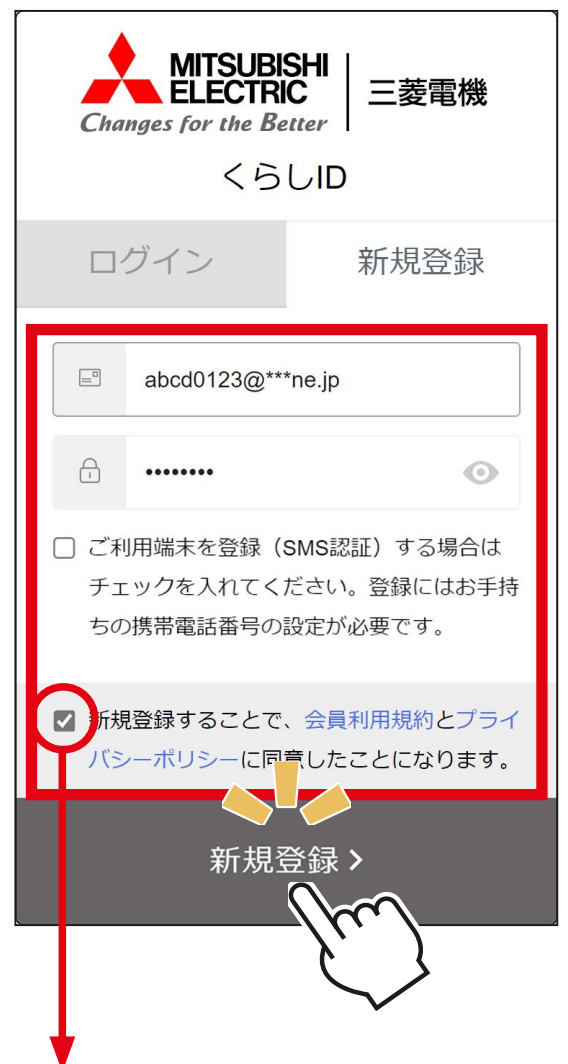 MITSUBISHI
ELECTRIC
Changes for the Better
三菱電機
くらしID
ログイン
新規登録
abcd0123@***ne.jp
••••••••
ご利用端末を登録（SMS認証）する場合は
チェックを入れてください。登録にはお手持
ちの携帯電話番号の設定が必要です。
新規登録することで、会員利用規約とプライ
バシーポリシーに同意したことになります。
新規登録 >